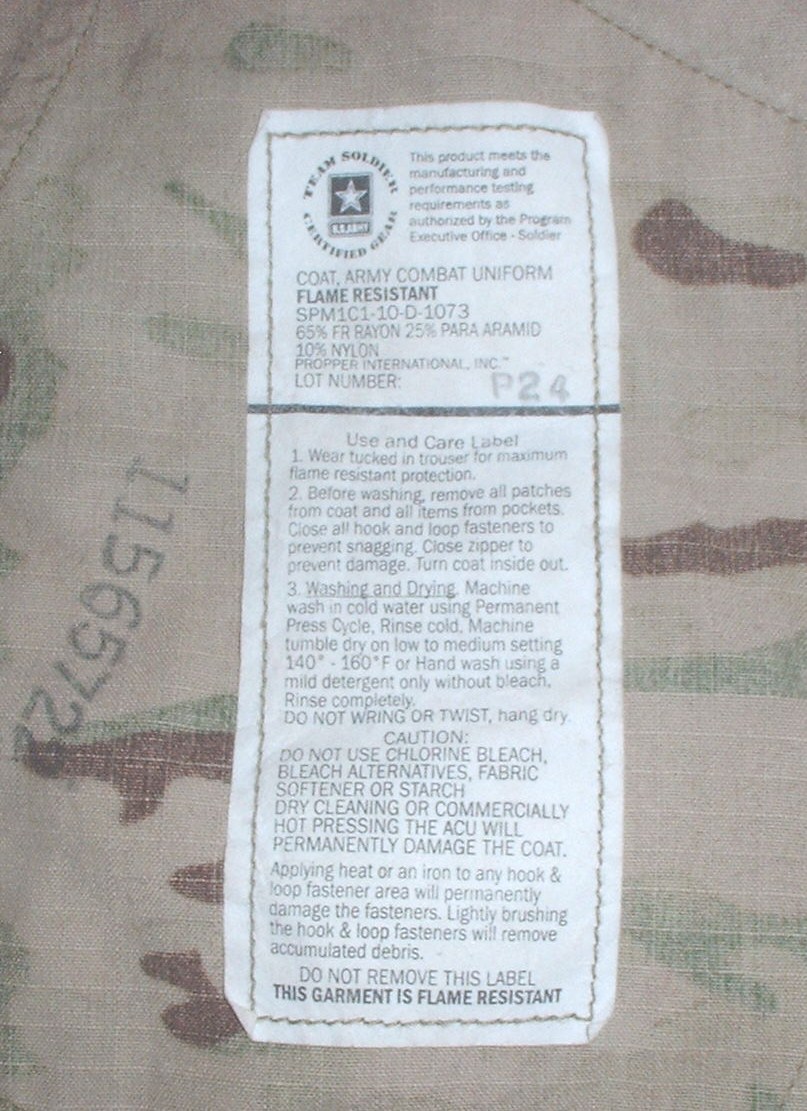 TEAM SOLDIER
U.S.ARMY
CERTIFIED GEAR
This product meets the
manufacturing and
performance testing
requirements as
authorized by the Program
Executive Office - Soldier
COAT, ARMY COMBAT UNIFORM
FLAME RESISTANT
SPM1C1-10-D-1073
65% FR RAYON 25% PARA ARAMID
10% NYLON
PROPPER INTERNATIONAL, INC.™
LOT NUMBER: P24
Use and Care Label
1. Wear tucked in trouser for maximum
flame resistant protection.
2. Before washing, remove all patches
from coat and all items from pockets.
Close all hook and loop fasteners to
prevent snagging. Close zipper to
prevent damage. Turn coat inside out.
3. Washing and Drying. Machine
wash in cold water using Permanent
Press Cycle, Rinse cold, Machine
tumble dry on low to medium setting
140° - 160°F or Hand wash using a
mild detergent only without bleach.
Rinse completely.
DO NOT WRING OR TWIST, hang dry.
CAUTION:
DO NOT USE CHLORINE BLEACH,
BLEACH ALTERNATIVES, FABRIC
SOFTENER OR STARCH
DRY CLEANING OR COMMERCIALLY
HOT PRESSING THE ACU WILL
PERMANENTLY DAMAGE THE COAT.
Applying heat or an iron to any hook &
loop fastener area will permanently
damage the fasteners. Lightly brushing
the hook & loop fasteners will remove
accumulated debris.
DO NOT REMOVE THIS LABEL
THIS GARMENT IS FLAME RESISTANT